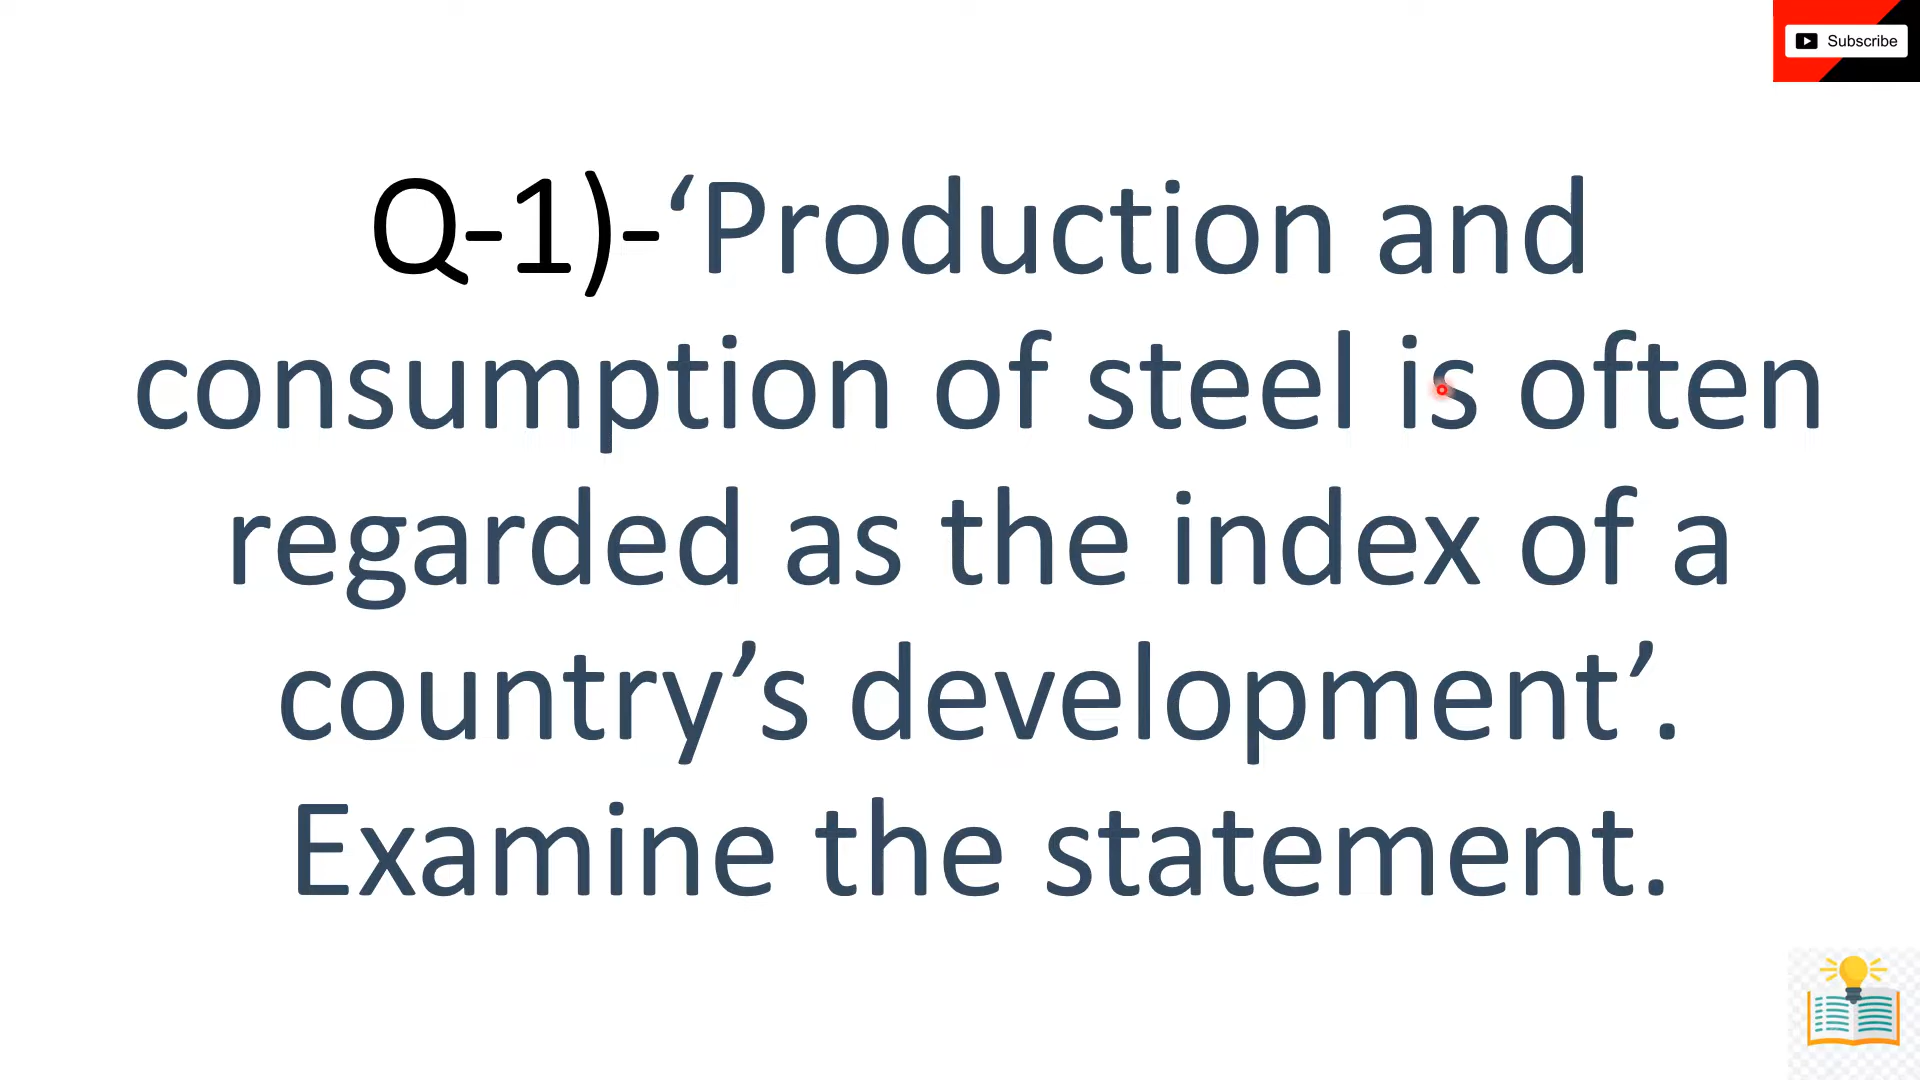 Subscribe
Q-1)-‘Production and
consumption of steel is often
regarded as the index of a
country’s development’.
Examine the statement.